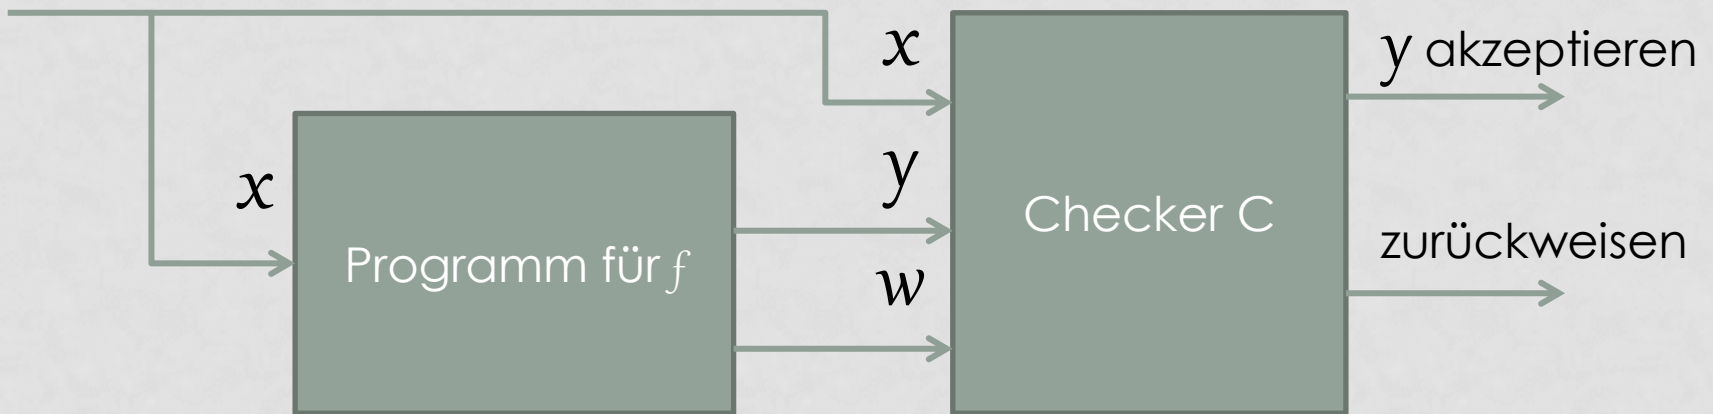 x
y akzeptieren
x
y
Programm für f
Checker C
zurückweisen
w